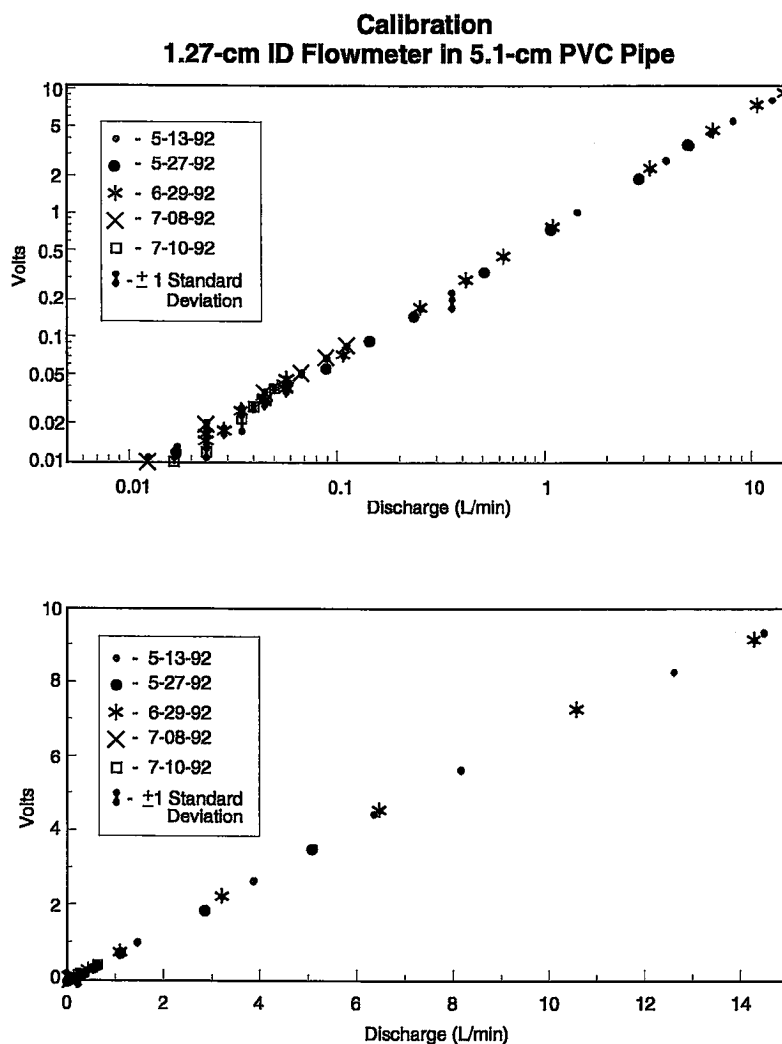 Calibration
1.27-cm ID Flowmeter in 5.1-cm PVC Pipe
10
5
2
1
0.5
0.2
0.1
0.05
0.02
0.01
Volts
- 5-13-92
- 5-27-92
- 6-29-92
- 7-08-92
- 7-10-92
- ± 1 Standard
Deviation
0.01 0.1 1 10
Discharge (L/min)
10
8
6
4
2
0
Volts
- 5-13-92
- 5-27-92
- 6-29-92
- 7-08-92
- 7-10-92
- ±1 Standard
Deviation
0 2 4 6 8 10 12 14
Discharge (L/min)